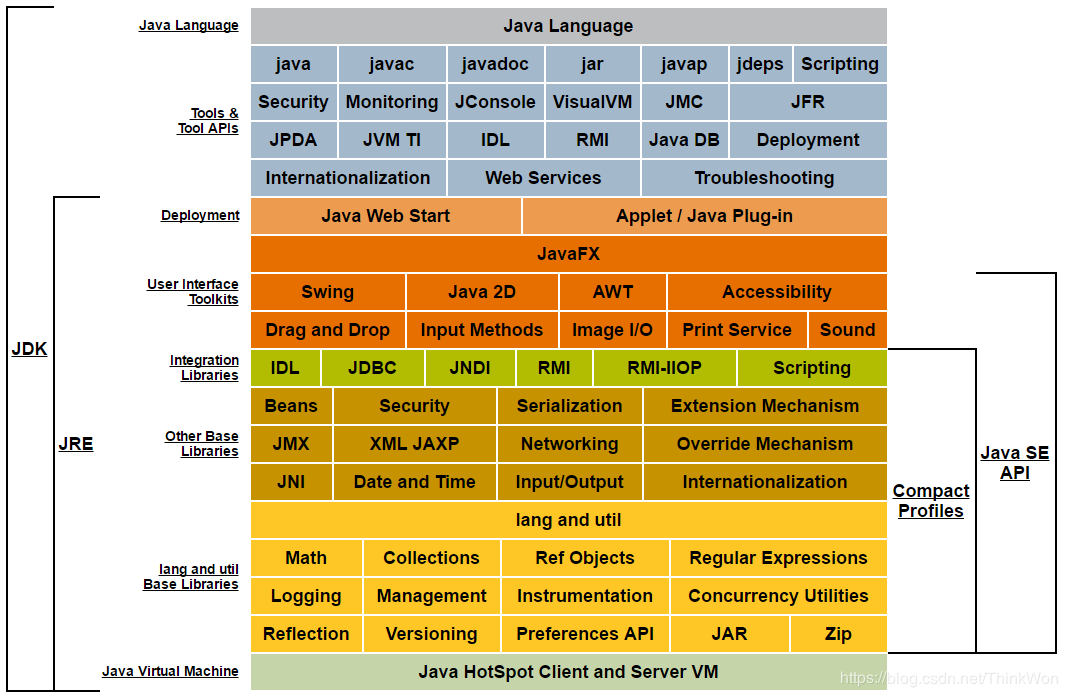 Java Language
Java Language
java javac javadoc jar javap jdeps Scripting
Tools &
Tool APIs
Security Monitoring JConsole VisualVM JMC JFR
JPDA JVM TI IDL RMI Java DB Deployment
Internationalization Web Services Troubleshooting
Deployment
Java Web Start Applet / Java Plug-in
JavaFX
User Interface
Toolkits
Swing Java 2D AWT Accessibility
Drag and Drop Input Methods Image I/O Print Service Sound
JDK
Integration
Libraries
IDL JDBC JNDI RMI RMI-IIOP Scripting
Beans Security Serialization Extension Mechanism
JRE
Other Base
Libraries
JMX XML JAXP Networking Override Mechanism
Java SE
API
JNI Date and Time Input/Output Internationalization
Compact
Profiles
lang and util
Math Collections Ref Objects Regular Expressions
lang and util
Base Libraries
Logging Management Instrumentation Concurrency Utilities
Reflection Versioning Preferences API JAR Zip
Java Virtual Machine
Java HotSpot Client and Server VM
https://blog.csdn.net/ThinkWon